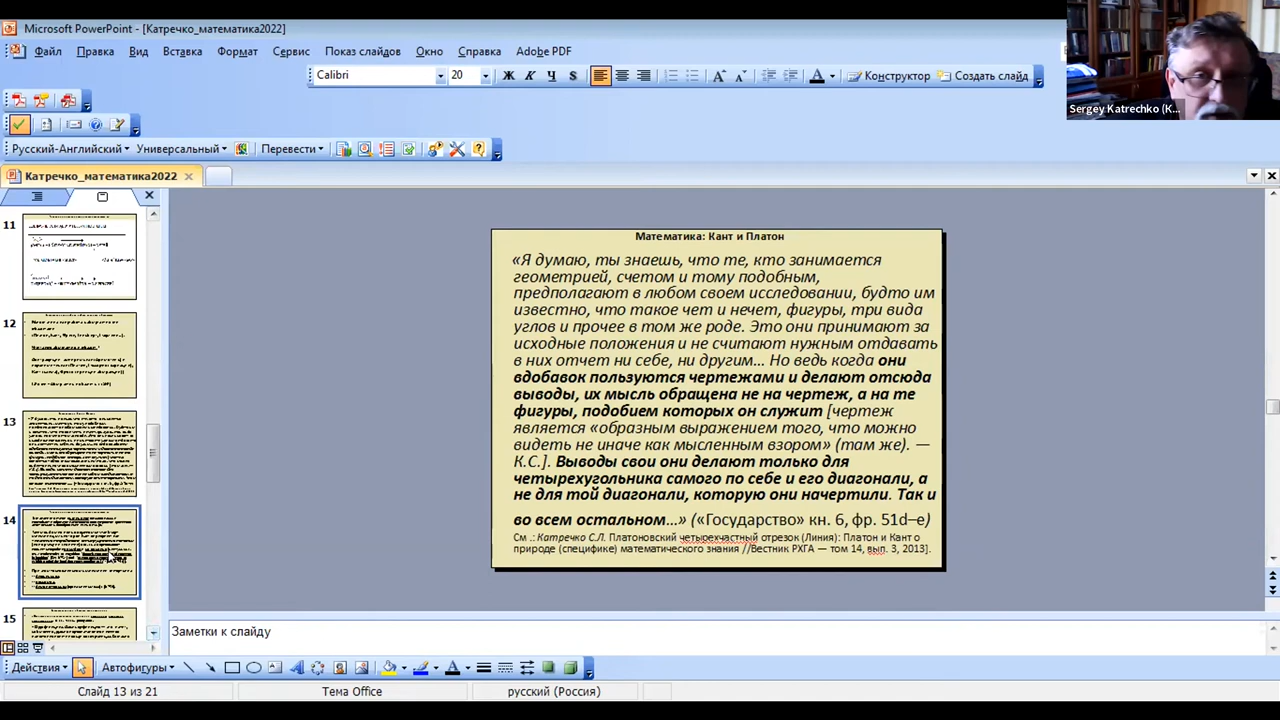 Microsoft PowerPoint - [Катречко_математика2022]
Sergey Katrechko (K...
Файл Правка Вид Вставка Формат Сервис Показ слайдов Окно Справка Adobe PDF
Calibri 20 Ж К Ч S Конструктор Создать слайд
Русский-Английский Универсальный Перевести
Катречко_математика2022
11
12
13
14
15
Математика: Кант и Платон
«Я думаю, ты знаешь, что те, кто занимается
геометрией, счетом и тому подобным,
предполагают в любом своем исследовании, будто им
известно, что такое чет и нечет, фигуры, три вида
углов и прочее в том же роде. Это они принимают за
исходные положения и не считают нужным отдавать
в них отчет ни себе, ни другим... Но ведь когда они
вдобавок пользуются чертежами и делают отсюда
выводы, их мысль обращена не на чертеж, а на те
фигуры, подобием которых он служит [чертеж
является «образным выражением того, что можно
видеть не иначе как мысленным взором» (там же). —
К.С.]. Выводы свои они делают только для
четырехугольника самого по себе и его диагонали, а
не для той диагонали, которую они начертили. Так и
во всем остальном...» («Государство» кн. 6, фр. 51d–e)
См .: Катречко С.Л. Платоновский четырехчастный отрезок (Линия): Платон и Кант о
природе (специфике) математического знания //Вестник РХГА — том 14, вып. 3, 2013].
Заметки к слайду
Действия Автофигуры
Слайд 13 из 21 Тема Office русский (Россия)